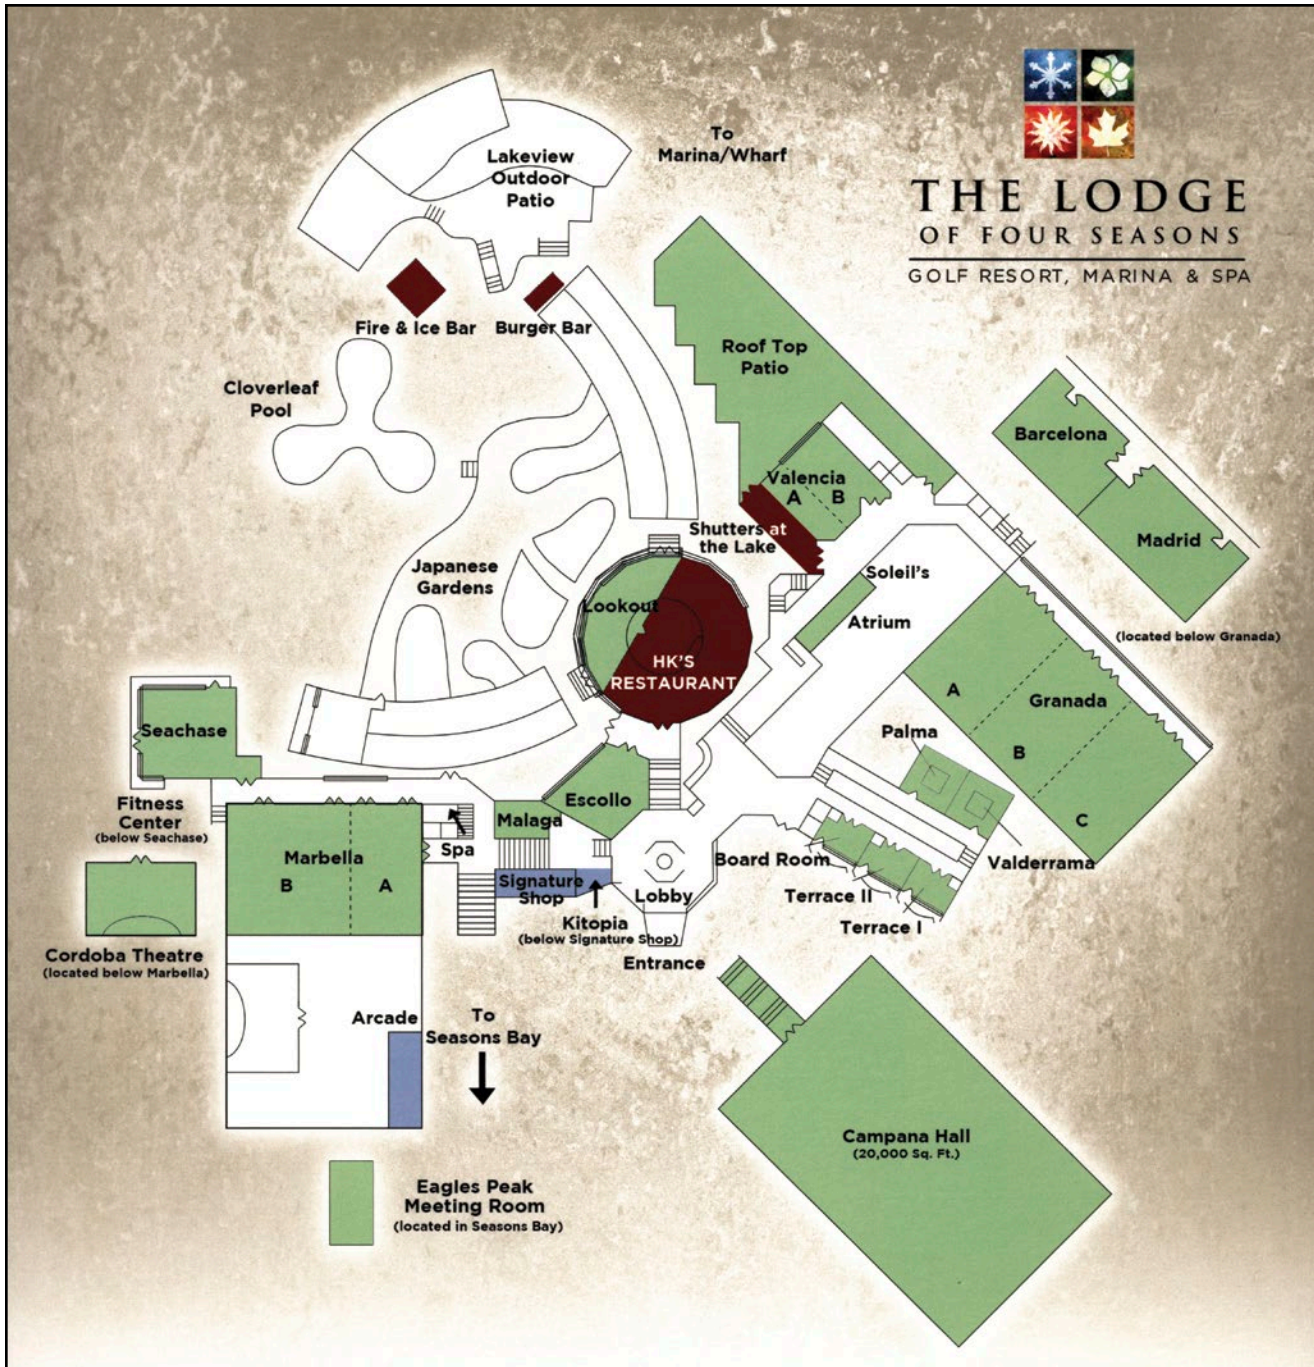 THE LODGE
OF FOUR SEASONS
GOLF RESORT, MARINA & SPA
To
Marina/Wharf
Lakeview
Outdoor
Patio
Fire & Ice Bar
Burger Bar
Cloverleaf
Pool
Roof Top
Patio
Barcelona
Madrid
(located below Granada)
Valencia
A
B
Shutters at
the Lake
Japanese
Gardens
Lookout
HK'S
RESTAURANT
Soleil's
Atrium
A
Granada
B
C
Palma
Valderrama
Seachase
Fitness
Center
(below Seachase)
Escollo
Malaga
Spa
Marbella
B
A
Signature
Shop
Kitopia
(below Signature Shop)
Lobby
Entrance
Board Room
Terrace II
Terrace I
Cordoba Theatre
(located below Marbella)
Arcade
To
Seasons Bay
Campana Hall
(20,000 Sq. Ft.)
Eagles Peak
Meeting Room
(located in Seasons Bay)